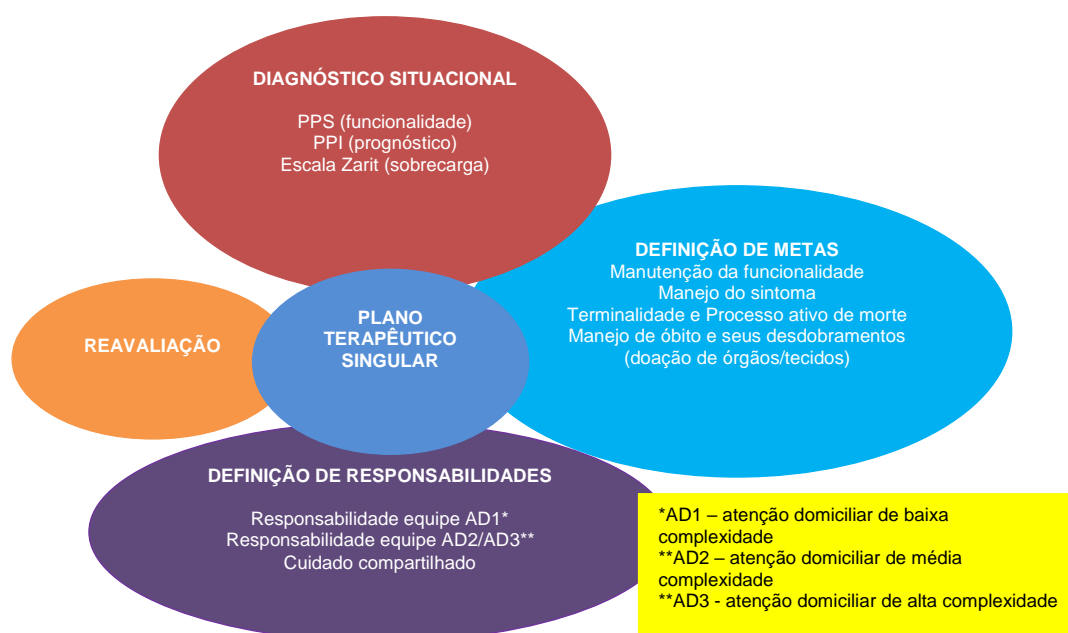 DIAGNÓSTICO SITUACIONAL
PPS (funcionalidade)
PPI (prognóstico)
Escala Zarit (sobrecarga)
DEFINIÇÃO DE METAS
Manutenção da funcionalidade
Manejo do sintoma
Terminalidade e Processo ativo de morte
Manejo de óbito e seus desdobramentos
(doação de órgãos/tecidos)
PLANO
TERAPÊUTICO
SINGULAR
REAVALIAÇÃO
DEFINIÇÃO DE RESPONSABILIDADES
Responsabilidade equipe AD1*
Responsabilidade equipe AD2/AD3**
Cuidado compartilhado
*AD1 – atenção domiciliar de baixa
complexidade
**AD2 – atenção domiciliar de média
complexidade
**AD3 - atenção domiciliar de alta complexidade